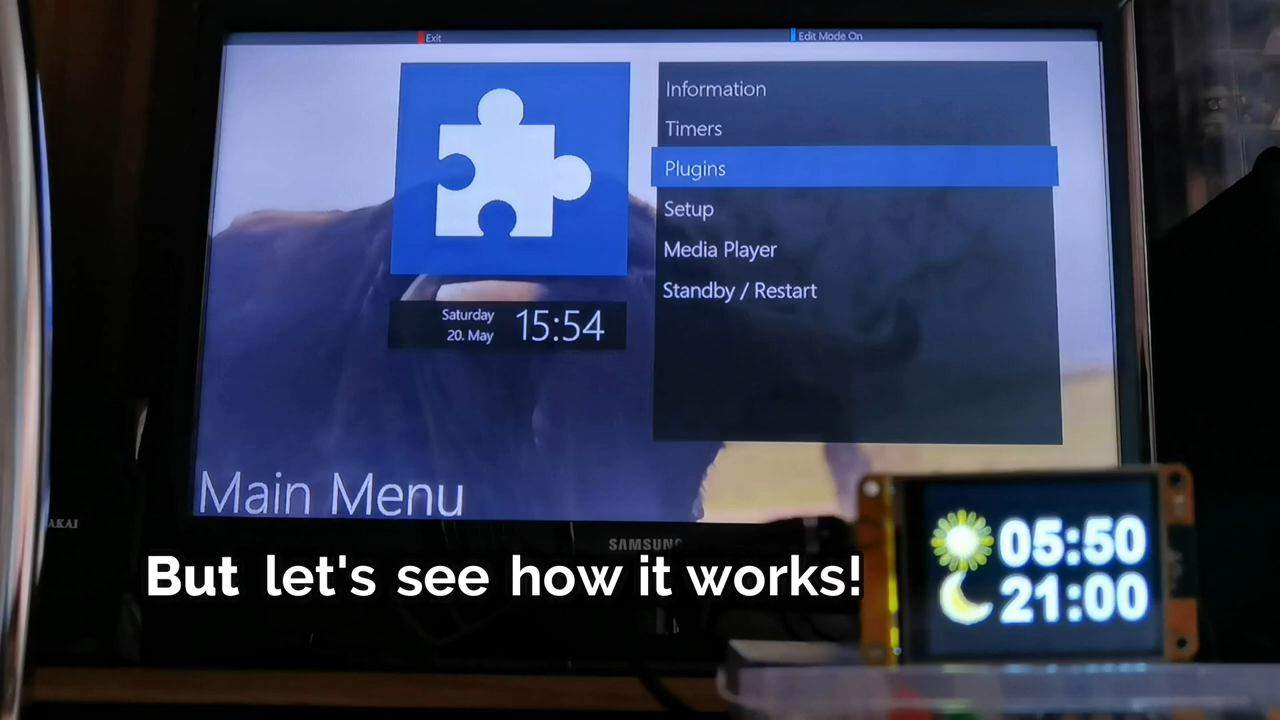 Exit
Edit Mode On
Information
Timers
Plugins
Setup
Media Player
Standby / Restart
Saturday
20. May
15:54
Main Menu
AKAI
SAMSUNG
But let's see how it works!
05:50
21:00